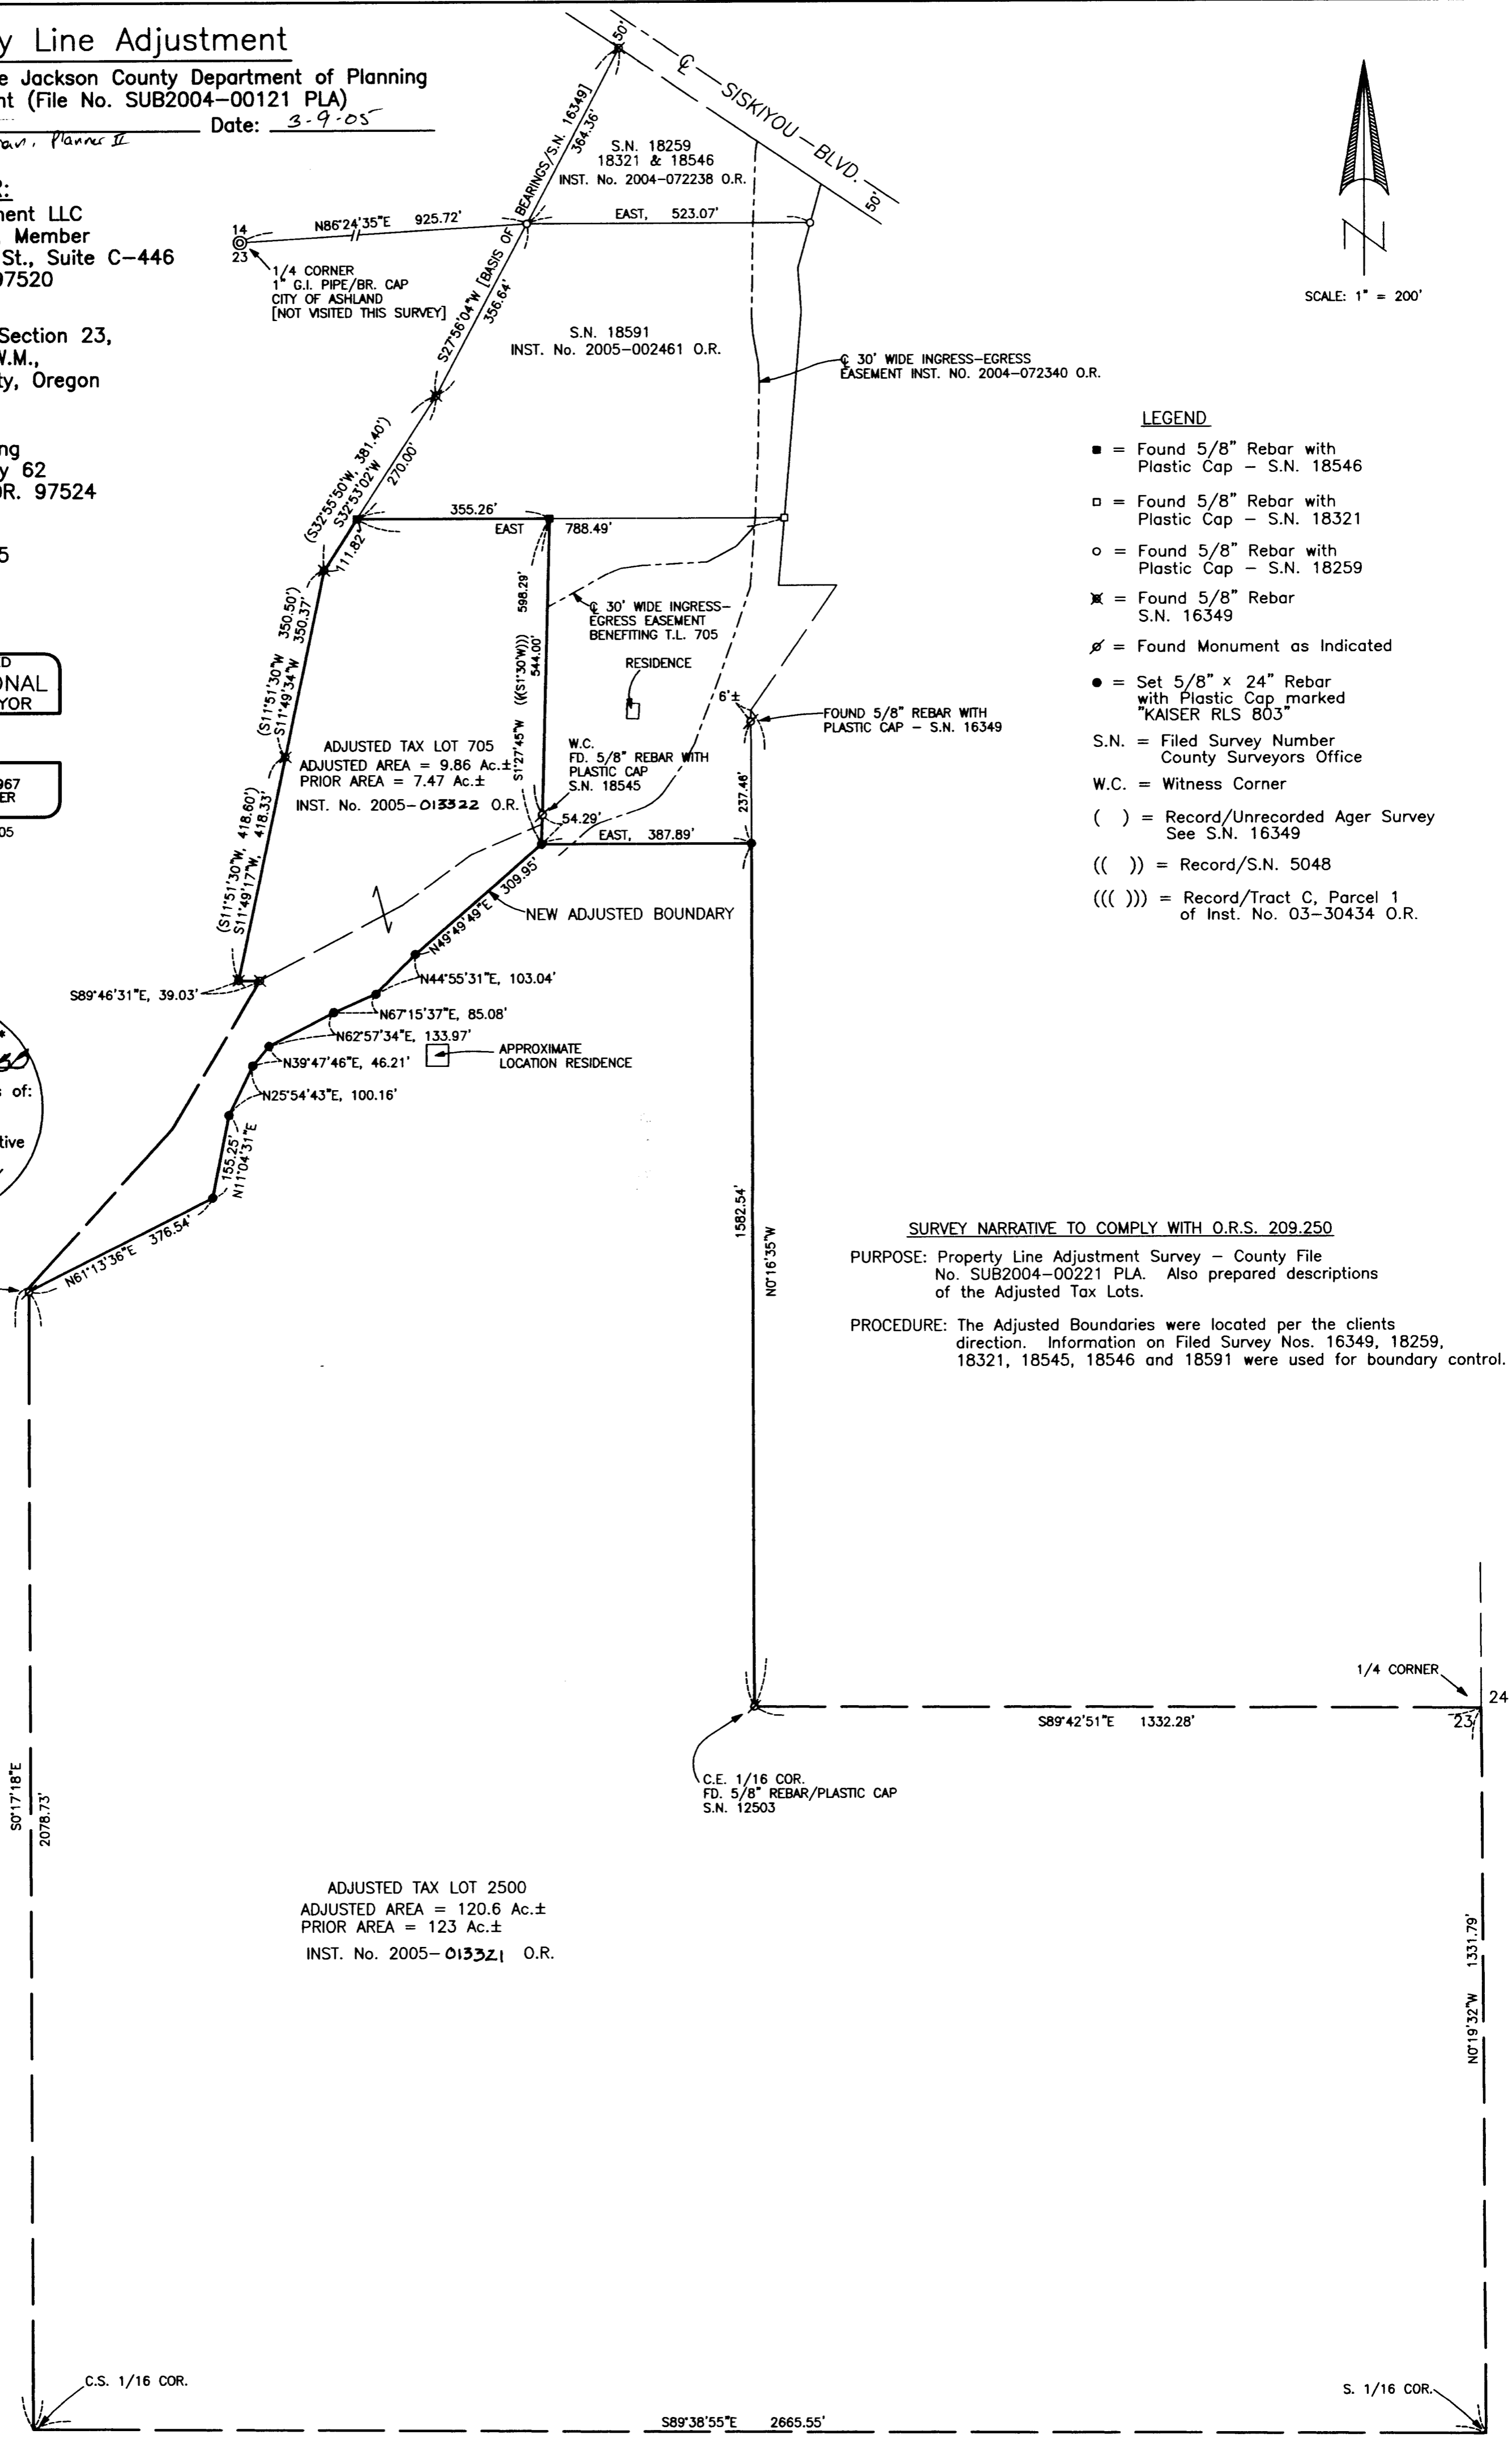 y Line Adjustment
e Jackson County Department of Planning
nt (File No. SUB2004-00121 PLA)
Date: 3-9-05
Planner II
R:
ment LLC
Member
St., Suite C-446
97520
Section 23,
W.M.,
ty, Oregon
ng
y 62
OR. 97524
5
D
NAL
YOR
967
ER
05
s of:
tive
50'
℄ SISKIYOU BLVD.
50'
S27°56'04"W [BASIS OF BEARINGS/S.N. 16349]
364.36'
356.64'
S.N. 18259
18321 & 18546
INST. No. 2004-072238 O.R.
14
23
N86°24'35"E 925.72'
EAST, 523.07'
1/4 CORNER
1" G.I. PIPE/BR. CAP
CITY OF ASHLAND
[NOT VISITED THIS SURVEY]
S.N. 18591
INST. No. 2005-002461 O.R.
℄ 30' WIDE INGRESS-EGRESS
EASEMENT INST. NO. 2004-072340 O.R.
SCALE: 1" = 200'
LEGEND
■ = Found 5/8" Rebar with
Plastic Cap - S.N. 18546
□ = Found 5/8" Rebar with
Plastic Cap - S.N. 18321
○ = Found 5/8" Rebar with
Plastic Cap - S.N. 18259
= Found 5/8" Rebar
S.N. 16349
= Found Monument as Indicated
● = Set 5/8" x 24" Rebar
with Plastic Cap marked
"KAISER RLS 803"
S.N. = Filed Survey Number
County Surveyors Office
W.C. = Witness Corner
( ) = Record/Unrecorded Ager Survey
See S.N. 16349
(( )) = Record/S.N. 5048
((( ))) = Record/Tract C, Parcel 1
of Inst. No. 03-30434 O.R.
(S32°55'50"W, 381.40')
S32°53'02"W
270.00'
111.82'
355.26'
EAST 788.49'
598.29'
S1°27'45"W (((S1°30'W)))
544.00'
℄ 30' WIDE INGRESS-
EGRESS EASEMENT
BENEFITING T.L. 705
RESIDENCE
6'±
FOUND 5/8" REBAR WITH
PLASTIC CAP - S.N. 16349
(S11°51'30"W 350.50')
S11°49'34"W 350.37'
ADJUSTED TAX LOT 705
ADJUSTED AREA = 9.86 Ac.±
PRIOR AREA = 7.47 Ac.±
INST. No. 2005-013322 O.R.
W.C.
FD. 5/8" REBAR WITH
PLASTIC CAP
S.N. 18545
237.46'
54.29'
EAST, 387.89'
(S11°51'30"W, 418.60')
S11°49'17"W, 418.33'
N49°49'49"E 309.95'
NEW ADJUSTED BOUNDARY
S89°46'31"E, 39.03'
N44°55'31"E, 103.04'
N67°15'37"E, 85.08'
N62°57'34"E, 133.97'
N39°47'46"E, 46.21'
APPROXIMATE
LOCATION RESIDENCE
N25°54'43"E, 100.16'
155.25'
N11°04'31"E
N61°13'36"E 376.54'
1582.54'
N0°16'35"W
SURVEY NARRATIVE TO COMPLY WITH O.R.S. 209.250
PURPOSE: Property Line Adjustment Survey - County File
No. SUB2004-00221 PLA. Also prepared descriptions
of the Adjusted Tax Lots.
PROCEDURE: The Adjusted Boundaries were located per the clients
direction. Information on Filed Survey Nos. 16349, 18259,
18321, 18545, 18546 and 18591 were used for boundary control.
1/4 CORNER
24
23
S89°42'51"E 1332.28'
C.E. 1/16 COR.
FD. 5/8" REBAR/PLASTIC CAP
S.N. 12503
S0°17'18"E
2078.73'
ADJUSTED TAX LOT 2500
ADJUSTED AREA = 120.6 Ac.±
PRIOR AREA = 123 Ac.±
INST. No. 2005-013321 O.R.
N0°19'32"W 1331.79'
C.S. 1/16 COR.
S. 1/16 COR.
S89°38'55"E 2665.55'